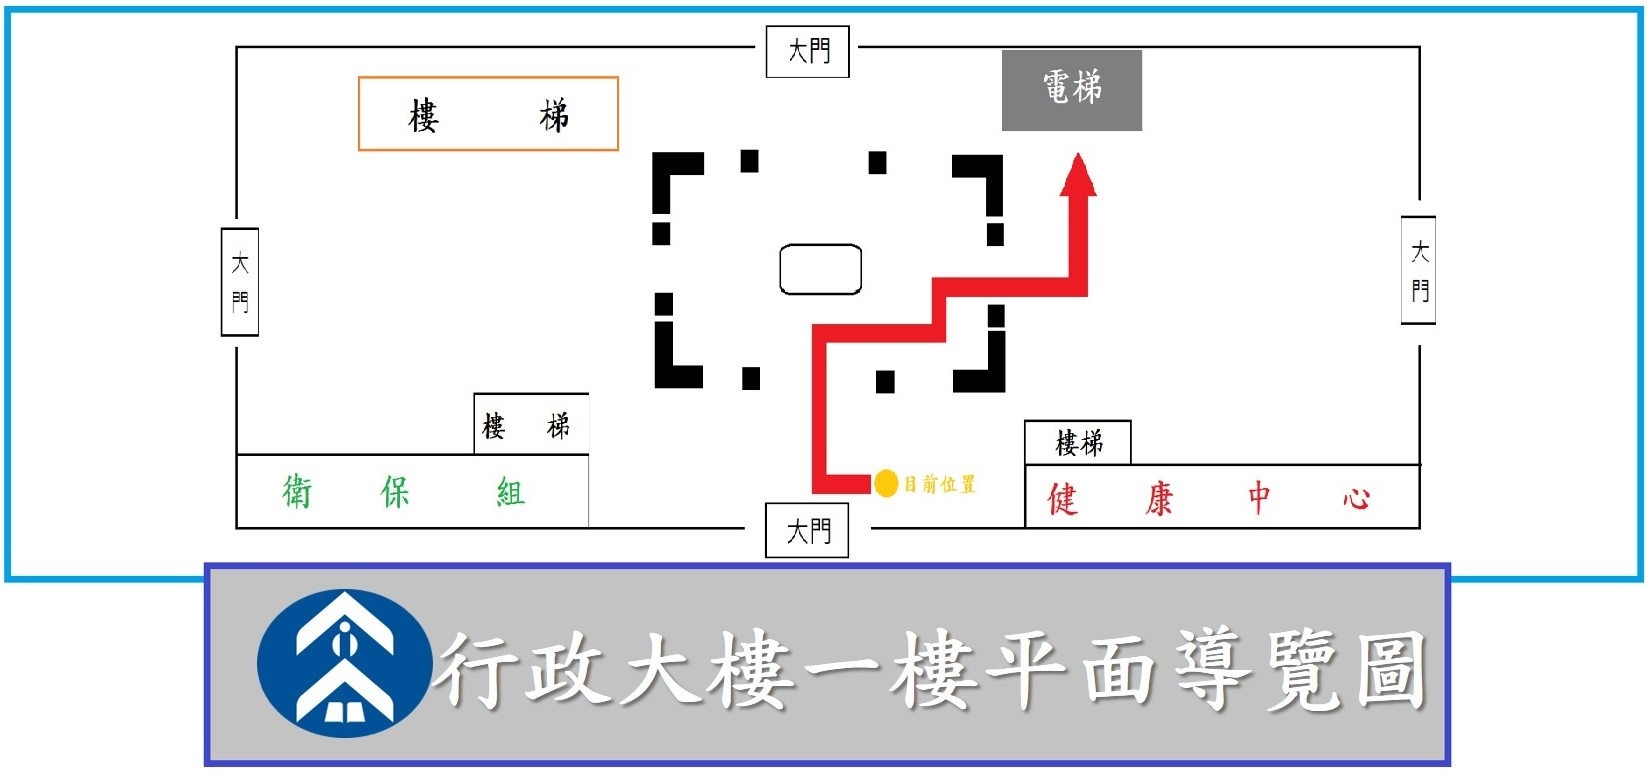 大門
電梯
樓 梯
大門
大門
樓 梯
樓梯
衛 保 組
目前位置
健 康 中 心
大門
行政大樓一樓平面導覽圖